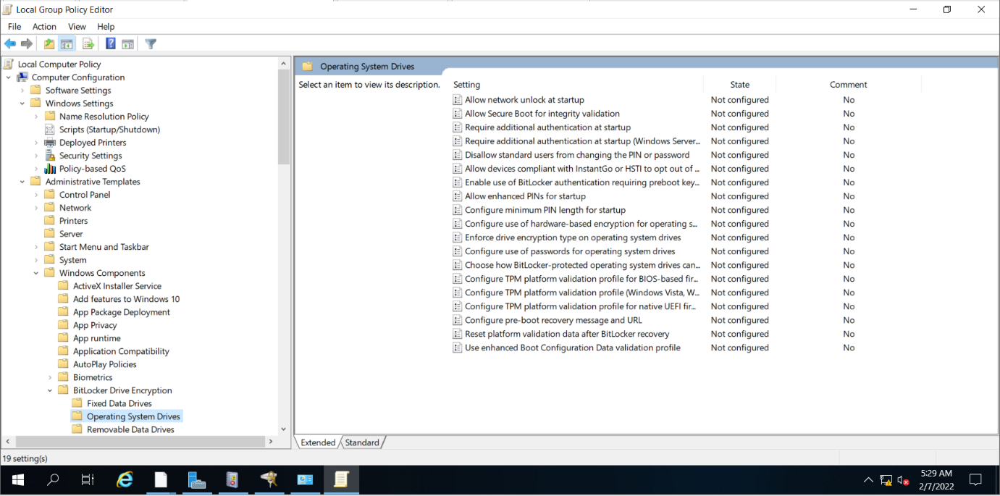 Local Group Policy Editor
File Action View Help
Local Computer Policy
Computer Configuration
Software Settings
Windows Settings
Name Resolution Policy
Scripts (Startup/Shutdown)
Deployed Printers
Security Settings
Policy-based QoS
Administrative Templates
Control Panel
Network
Printers
Server
Start Menu and Taskbar
System
Windows Components
ActiveX Installer Service
Add features to Windows 10
App Package Deployment
App Privacy
App runtime
Application Compatibility
AutoPlay Policies
Biometrics
BitLocker Drive Encryption
Fixed Data Drives
Operating System Drives
Removable Data Drives
Operating System Drives
Select an item to view its description.
Setting State Comment
Allow network unlock at startup Not configured No
Allow Secure Boot for integrity validation Not configured No
Require additional authentication at startup Not configured No
Require additional authentication at startup (Windows Server... Not configured No
Disallow standard users from changing the PIN or password Not configured No
Allow devices compliant with InstantGo or HSTI to opt out of ... Not configured No
Enable use of BitLocker authentication requiring preboot key... Not configured No
Allow enhanced PINs for startup Not configured No
Configure minimum PIN length for startup Not configured No
Configure use of hardware-based encryption for operating s... Not configured No
Enforce drive encryption type on operating system drives Not configured No
Configure use of passwords for operating system drives Not configured No
Choose how BitLocker-protected operating system drives can... Not configured No
Configure TPM platform validation profile for BIOS-based fir... Not configured No
Configure TPM platform validation profile (Windows Vista, W... Not configured No
Configure TPM platform validation profile for native UEFI fir... Not configured No
Configure pre-boot recovery message and URL Not configured No
Reset platform validation data after BitLocker recovery Not configured No
Use enhanced Boot Configuration Data validation profile Not configured No
Extended Standard
19 setting(s)
5:29 AM
2/7/2022